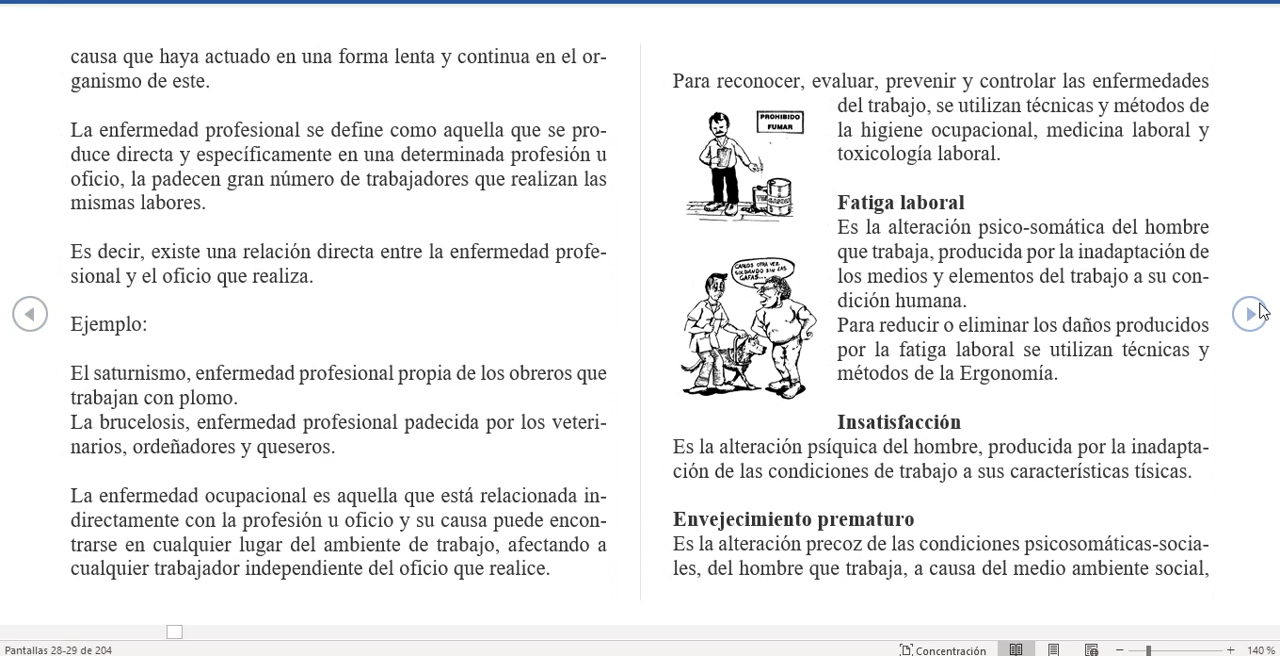 causa que haya actuado en una forma lenta y continua en el or-
ganismo de este.
La enfermedad profesional se define como aquella que se pro-
duce directa y específicamente en una determinada profesión u
oficio, la padecen gran número de trabajadores que realizan las
mismas labores.
Es decir, existe una relación directa entre la enfermedad profe-
sional y el oficio que realiza.
Ejemplo:
El saturnismo, enfermedad profesional propia de los obreros que
trabajan con plomo.
La brucelosis, enfermedad profesional padecida por los veteri-
narios, ordeñadores y queseros.
La enfermedad ocupacional es aquella que está relacionada in-
directamente con la profesión u oficio y su causa puede encon-
trarse en cualquier lugar del ambiente de trabajo, afectando a
cualquier trabajador independiente del oficio que realice.
Para reconocer, evaluar, prevenir y controlar las enfermedades
del trabajo, se utilizan técnicas y métodos de
la higiene ocupacional, medicina laboral y
toxicología laboral.
PROHIBIDO
FUMAR
Fatiga laboral
Es la alteración psico-somática del hombre
que trabaja, producida por la inadaptación de
los medios y elementos del trabajo a su con-
dición humana.
Para reducir o eliminar los daños producidos
por la fatiga laboral se utilizan técnicas y
métodos de la Ergonomía.
CARLOS OTRA VEZ
SOLDANDO SIN LAS
GAFAS...
Insatisfacción
Es la alteración psíquica del hombre, producida por la inadapta-
ción de las condiciones de trabajo a sus características tísicas.
Envejecimiento prematuro
Es la alteración precoz de las condiciones psicosomáticas-socia-
les, del hombre que trabaja, a causa del medio ambiente social,
Pantallas 28-29 de 204
Concentración
140 %